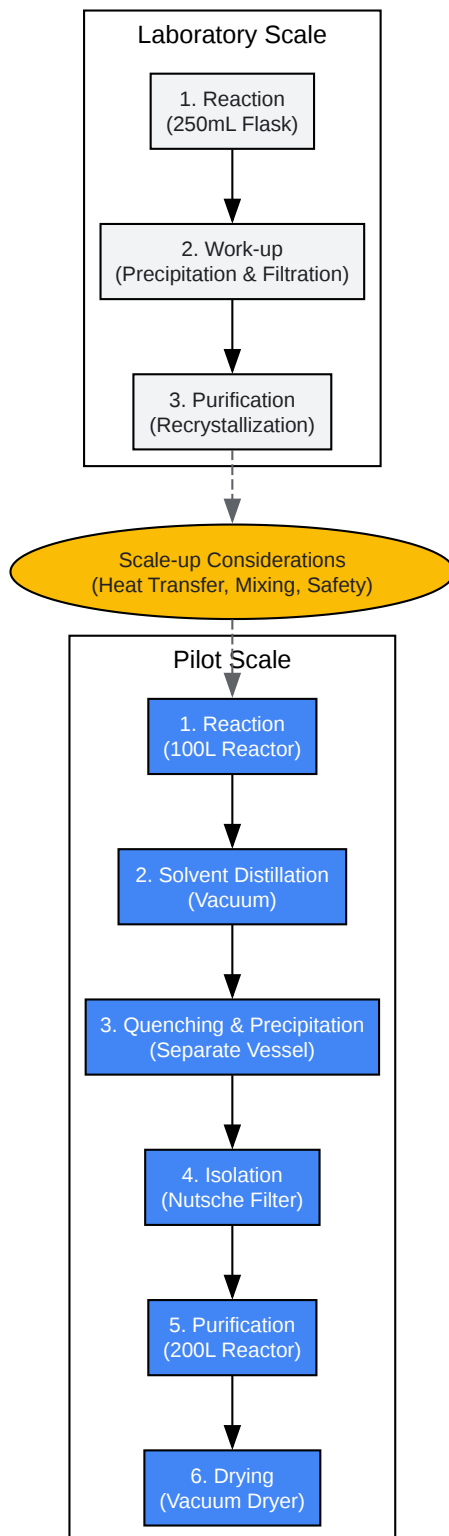 Laboratory Scale
1. Reaction
(250mL Flask)
2. Work-up
(Precipitation & Filtration)
3. Purification
(Recrystallization)
Scale-up Considerations
(Heat Transfer, Mixing, Safety)
Pilot Scale
1. Reaction
(100L Reactor)
2. Solvent Distillation
(Vacuum)
3. Quenching & Precipitation
(Separate Vessel)
4. Isolation
(Nutsche Filter)
5. Purification
(200L Reactor)
6. Drying
(Vacuum Dryer)